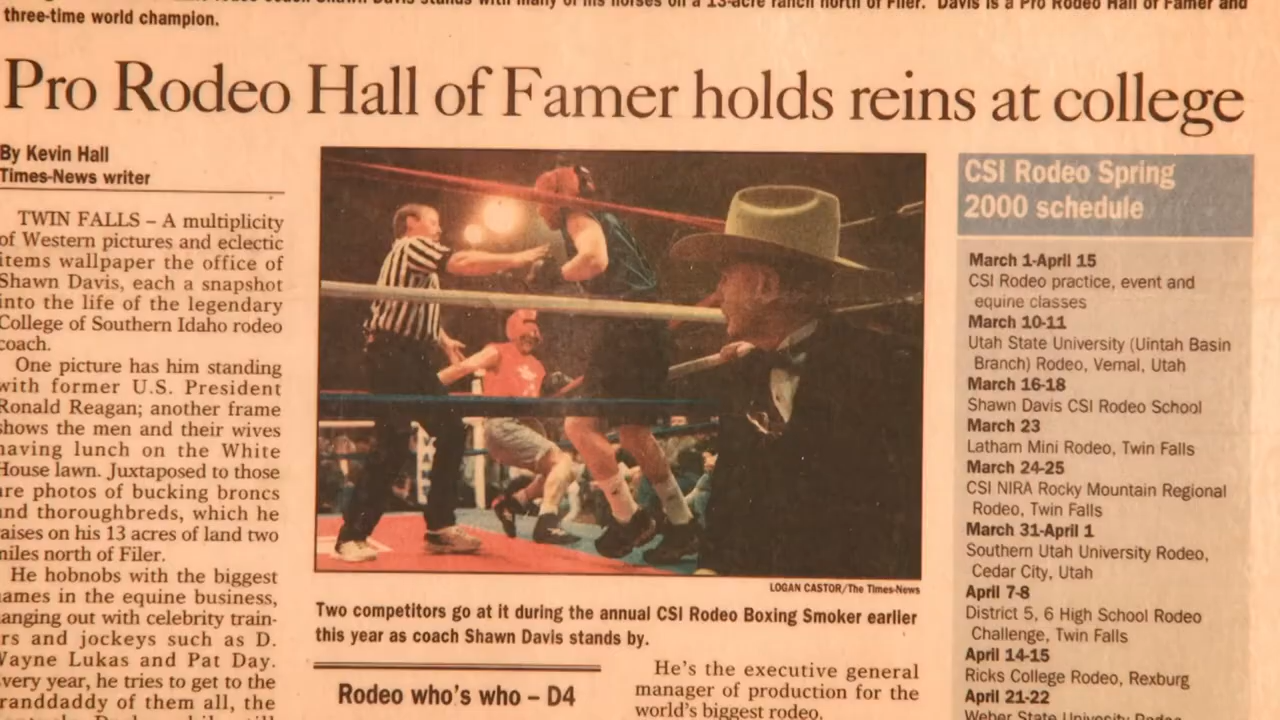 three-time world champion.
Pro Rodeo Hall of Famer holds reins at college
By Kevin Hall
Times-News writer
TWIN FALLS – A multiplicity
of Western pictures and eclectic
items wallpaper the office of
Shawn Davis, each a snapshot
into the life of the legendary
College of Southern Idaho rodeo
coach.
One picture has him standing
with former U.S. President
Ronald Reagan; another frame
shows the men and their wives
having lunch on the White
House lawn. Juxtaposed to those
are photos of bucking broncs
and thoroughbreds, which he
raises on his 13 acres of land two
miles north of Filer.
He hobnobs with the biggest
names in the equine business,
hanging out with celebrity train-
ers and jockeys such as D.
Wayne Lukas and Pat Day.
Every year, he tries to get to the
granddaddy of them all, the
LOGAN CASTOR/The Times-News
Two competitors go at it during the annual CSI Rodeo Boxing Smoker earlier
this year as coach Shawn Davis stands by.
Rodeo who's who – D4
He's the executive general
manager of production for the
world's biggest rodeo,
CSI Rodeo Spring
2000 schedule
March 1-April 15
CSI Rodeo practice, event and
equine classes
March 10-11
Utah State University (Uintah Basin
Branch) Rodeo, Vernal, Utah
March 16-18
Shawn Davis CSI Rodeo School
March 23
Latham Mini Rodeo, Twin Falls
March 24-25
CSI NIRA Rocky Mountain Regional
Rodeo, Twin Falls
March 31-April 1
Southern Utah University Rodeo,
Cedar City, Utah
April 7-8
District 5, 6 High School Rodeo
Challenge, Twin Falls
April 14-15
Ricks College Rodeo, Rexburg
April 21-22
Weber State University Rodeo